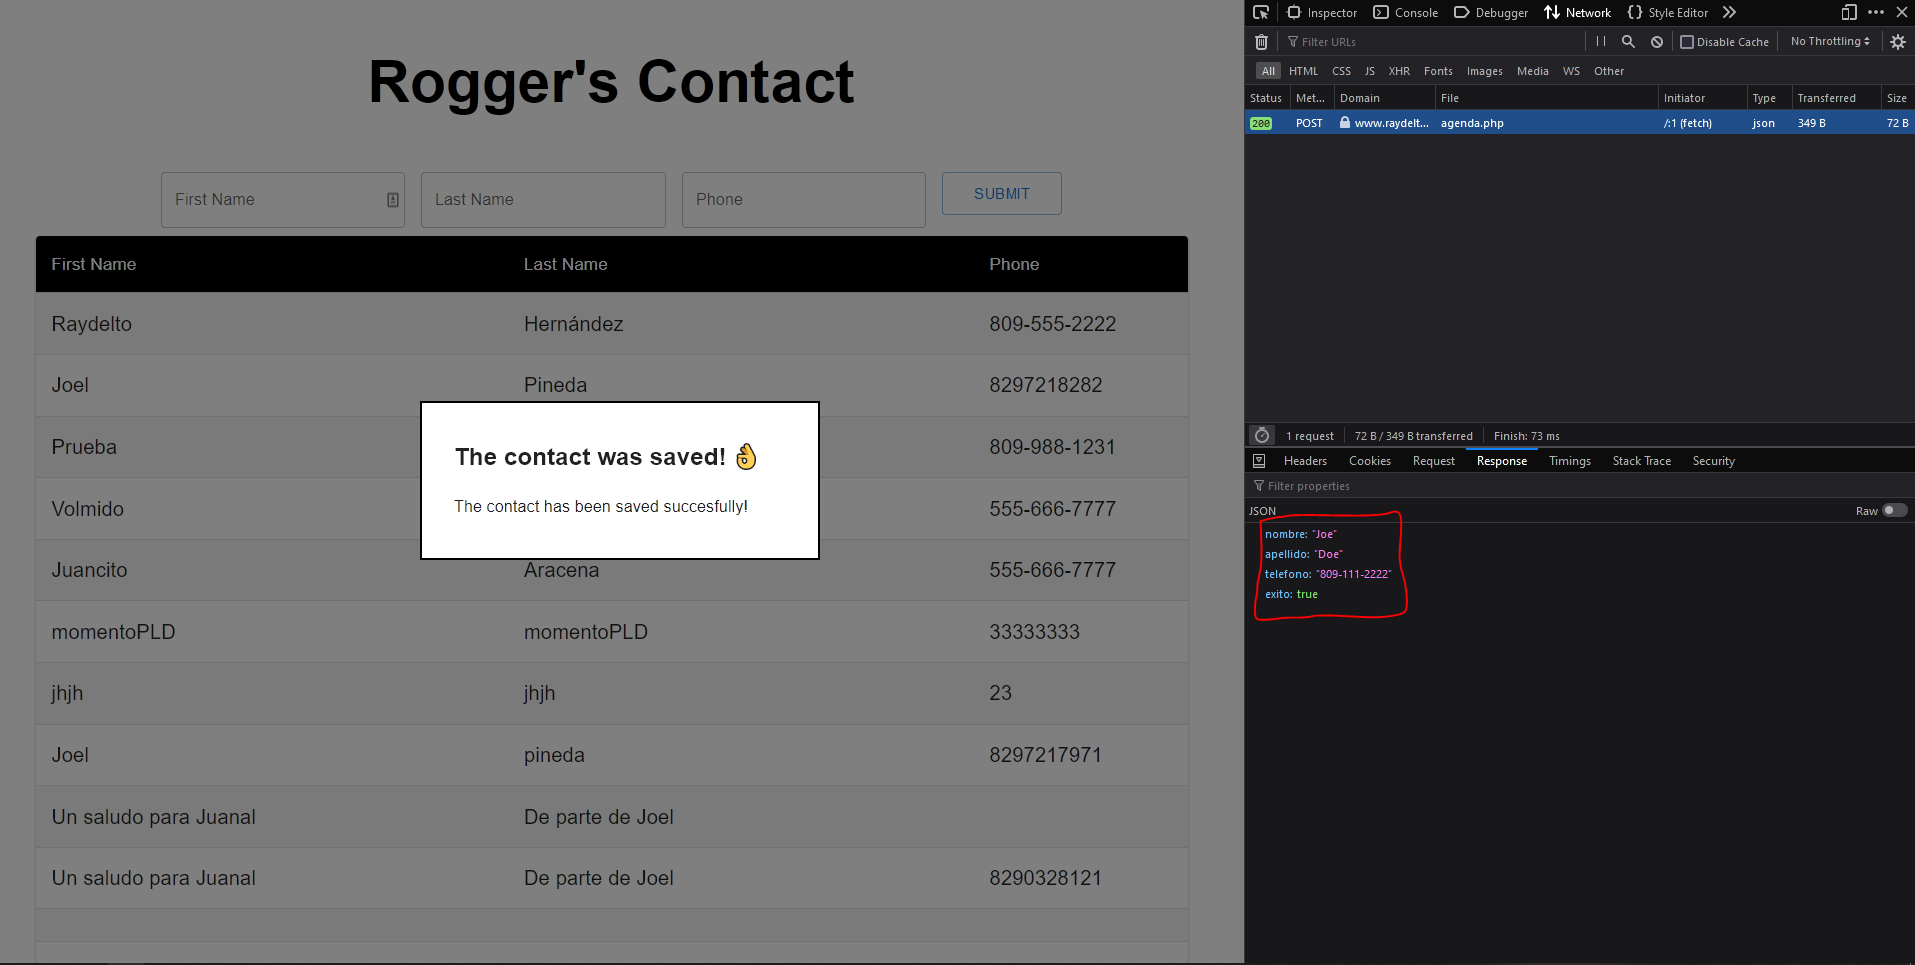 Rogger's Contact
First Name
Last Name
Phone
SUBMIT
First Name Last Name Phone
Raydelto Hernández 809-555-2222
Joel Pineda 8297218282
Prueba 809-988-1231
Volmido 555-666-7777
Juancito Aracena 555-666-7777
momentoPLD momentoPLD 33333333
jhjh jhjh 23
Joel pineda 8297217971
Un saludo para Juanal De parte de Joel
Un saludo para Juanal De parte de Joel 8290328121
The contact was saved! 👌
The contact has been saved succesfully!
Inspector Console Debugger Network Style Editor
Filter URLs Disable Cache No Throttling
All HTML CSS JS XHR Fonts Images Media WS Other
Status Met... Domain File Initiator Type Transferred Size
200 POST www.raydelt... agenda.php /:1 (fetch) json 349 B 72 B
1 request 72 B / 349 B transferred Finish: 73 ms
Headers Cookies Request Response Timings Stack Trace Security
Filter properties
JSON Raw
nombre: "Joe"
apellido: "Doe"
telefono: "809-111-2222"
exito: true